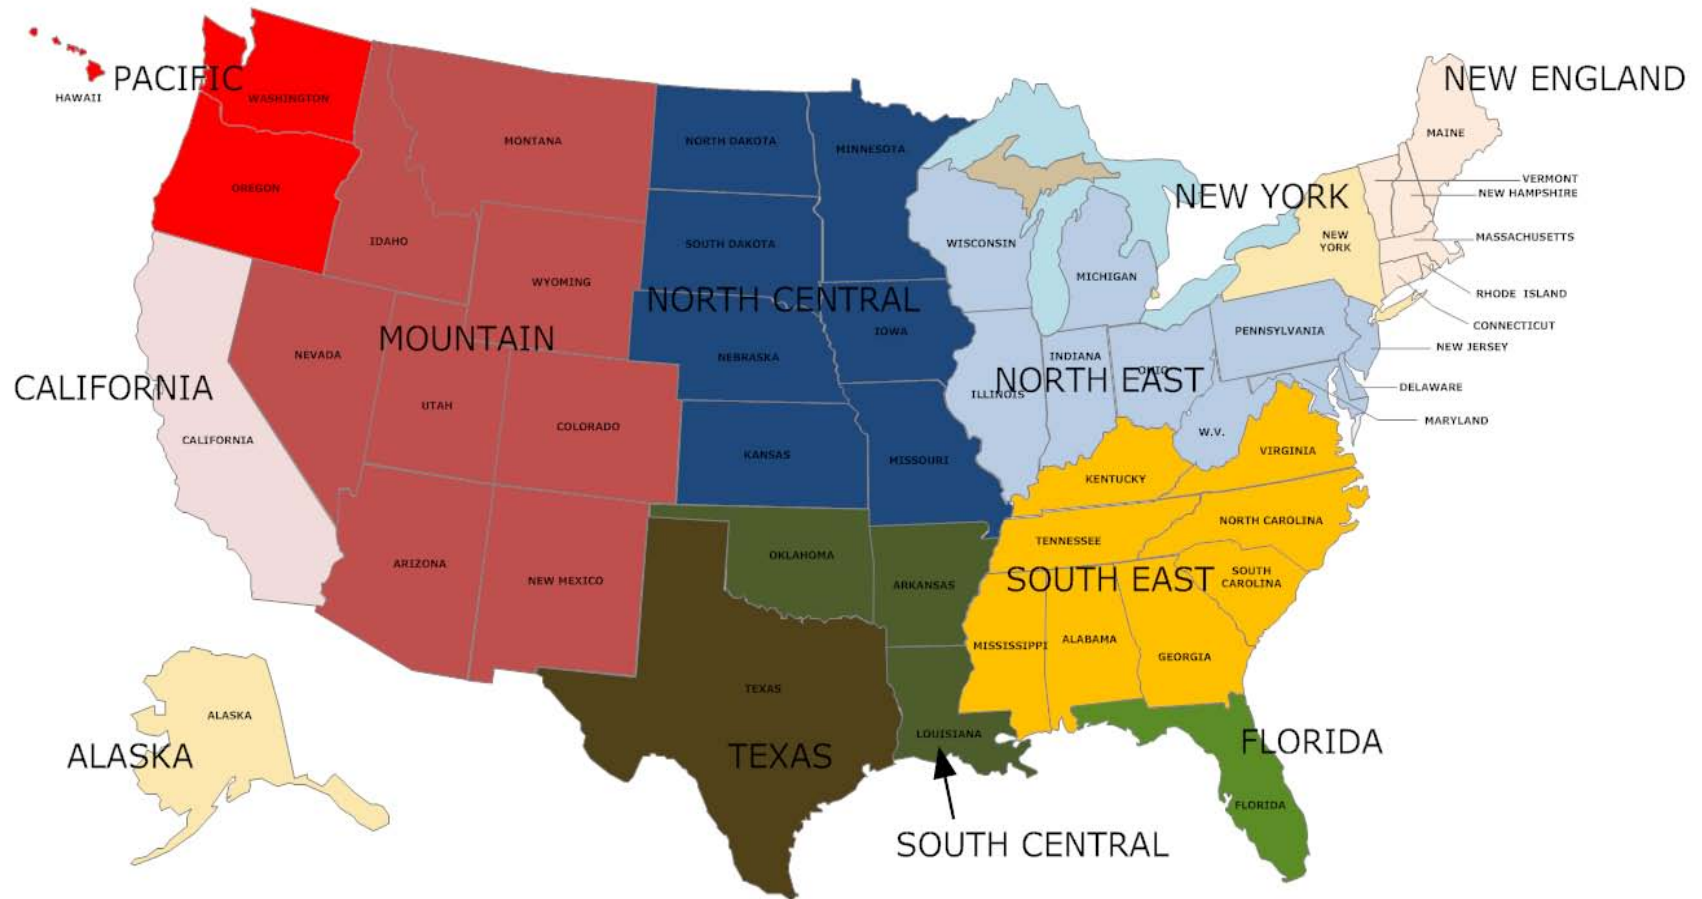 NEW ENGLAND
PACIFIC
HAWAII
WASHINGTON
MAINE
MONTANA
NORTH DAKOTA
MINNESOTA
VERMONT
NEW HAMPSHIRE
OREGON
NEW YORK
NEW
YORK
MASSACHUSETTS
IDAHO
SOUTH DAKOTA
WISCONSIN
MICHIGAN
WYOMING
RHODE ISLAND
NORTH CENTRAL
CONNECTICUT
IOWA
PENNSYLVANIA
MOUNTAIN
NEVADA
NEBRASKA
INDIANA
NEW JERSEY
OHIO
NORTH EAST
CALIFORNIA
DELAWARE
ILLINOIS
UTAH
COLORADO
MARYLAND
CALIFORNIA
W.V.
KANSAS
MISSOURI
VIRGINIA
KENTUCKY
NORTH CAROLINA
TENNESSEE
OKLAHOMA
ARIZONA
NEW MEXICO
ARKANSAS
SOUTH EAST
SOUTH
CAROLINA
MISSISSIPPI
ALABAMA
GEORGIA
TEXAS
ALASKA
LOUISIANA
FLORIDA
ALASKA
TEXAS
FLORIDA
SOUTH CENTRAL